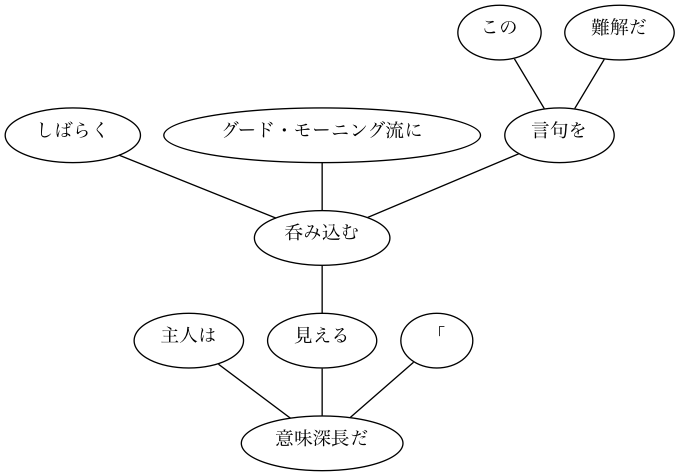 この
難解だ
しばらく
グード・モーニング流に
言句を
呑み込む
主人は
見える
「
意味深長だ